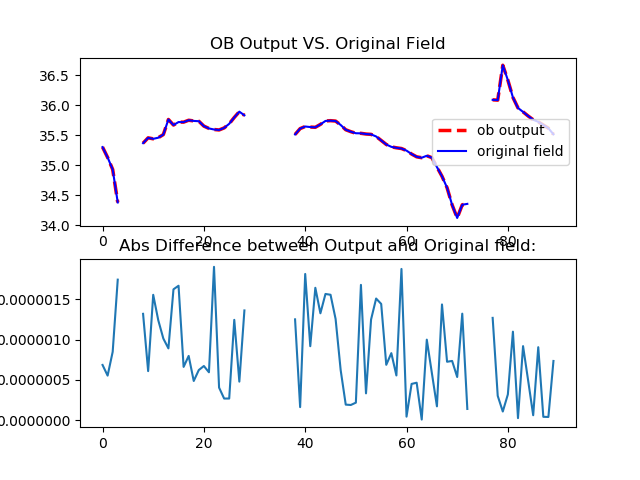 OB Output VS. Original Field
36.5
36.0
35.5
35.0
34.5
34.0
ob output
original field
0 20 40 60 80
Abs Difference between Output and Original field:
0.0000015
0.0000010
0.0000005
0.0000000
0 20 40 60 80